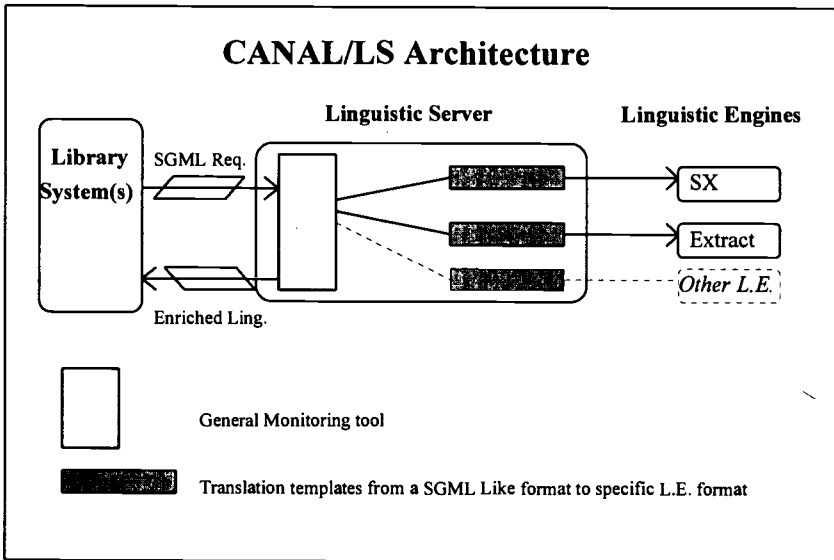 CANAL/LS Architecture
Linguistic Server
Linguistic Engines
Library
System(s)
SGML Req.
SX
Extract
Other L.E.
Enriched Ling.
General Monitoring tool
Translation templates from a SGML Like format to specific L.E. format